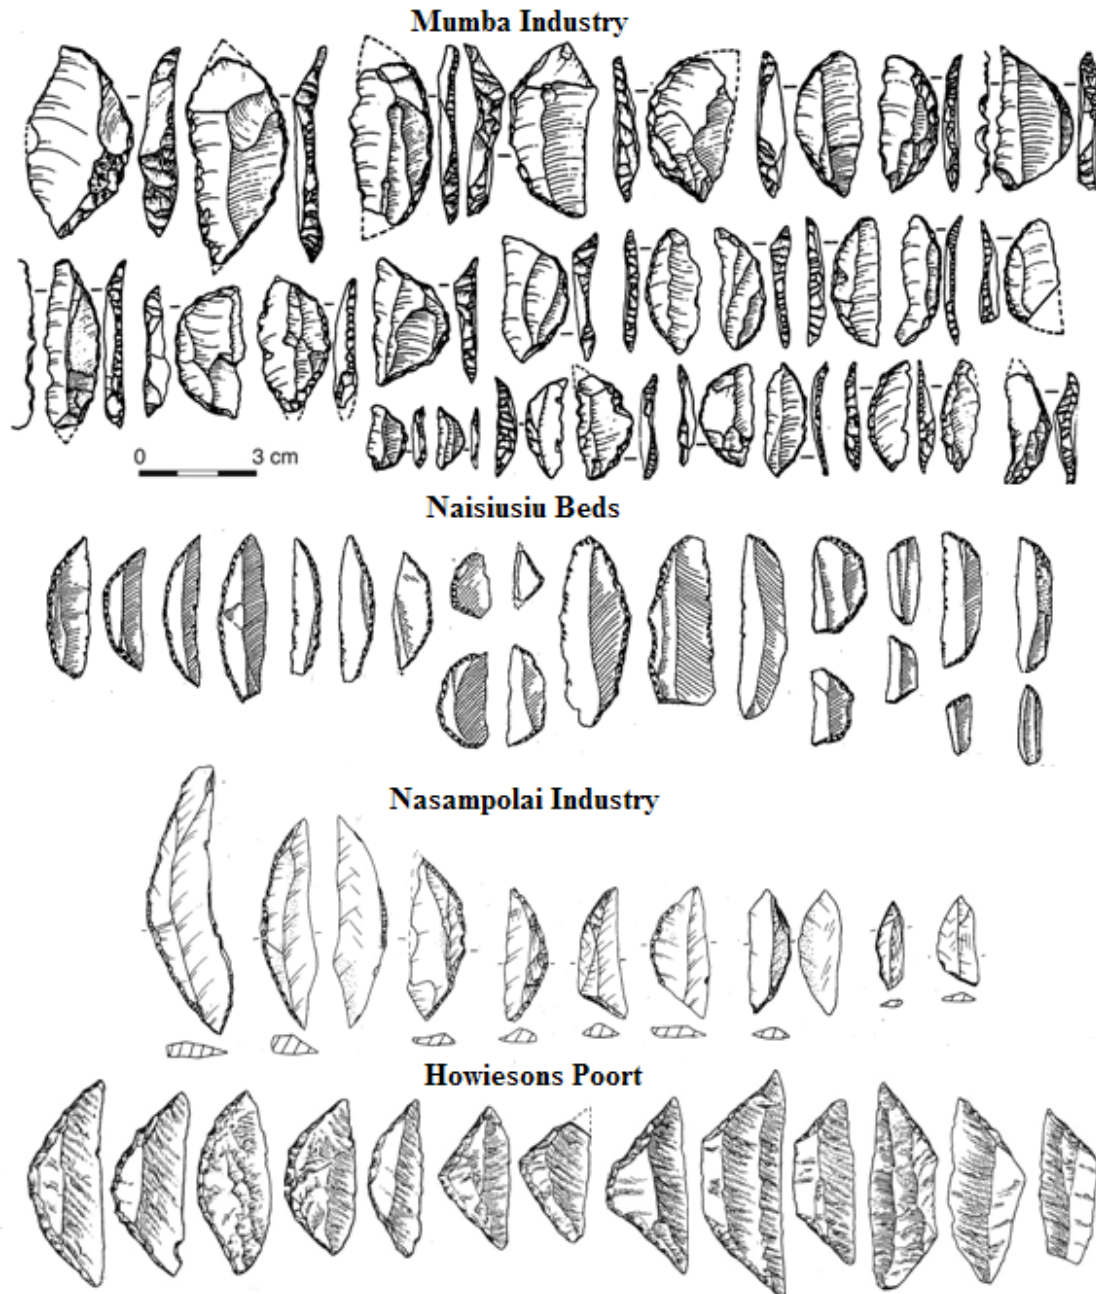 Mumba Industry
0 3 cm
Naisiusiu Beds
Nasampolai Industry
Howiesons Poort